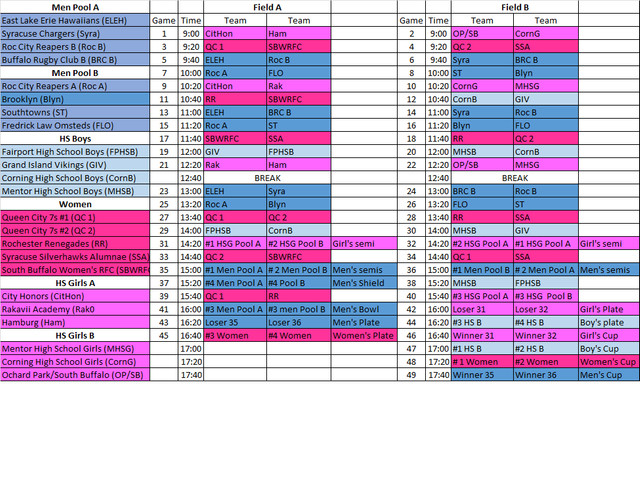 Men Pool A Field A Field B
East Lake Erie Hawaiians (ELEH) Game Time Team Team Game Time Team Team
Syracuse Chargers (Syra) 1 9:00 CitHon Ham 2 9:00 OP/SB CornG
Roc City Reapers B (Roc B) 3 9:20 QC 1 SBWRFC 4 9:20 QC 2 SSA
Buffalo Rugby Club B (BRC B) 5 9:40 ELEH Roc B 6 9:40 Syra BRC B
Men Pool B 7 10:00 Roc A FLO 8 10:00 ST Blyn
Roc City Reapers A (Roc A) 9 10:20 CitHon Rak 10 10:20 CornG MHSG
Brooklyn (Blyn) 11 10:40 RR SBWRFC 12 10:40 CornB GIV
Southtowns (ST) 13 11:00 ELEH BRC B 14 11:00 Syra Roc B
Fredrick Law Omsteds (FLO) 15 11:20 Roc A ST 16 11:20 Blyn FLO
HS Boys 17 11:40 SBWRFC SSA 18 11:40 RR QC 2
Fairport High School Boys (FPHSB) 19 12:00 GIV FPHSB 20 12:00 MHSB CornB
Grand Island Vikings (GIV) 21 12:20 Rak Ham 22 12:20 OP/SB MHSG
Corning High School Boys (CornB) 12:40 BREAK 12:40 BREAK
Mentor High School Boys (MHSB) 23 13:00 ELEH Syra 24 13:00 BRC B Roc B
Women 25 13:20 Roc A Blyn 26 13:20 FLO ST
Queen City 7s #1 (QC 1) 27 13:40 QC 1 QC 2 28 13:40 RR SSA
Queen City 7s #2 (QC 2) 29 14:00 FPHSB CornB 30 14:00 MHSB GIV
Rochester Renegades (RR) 31 14:20 #1 HSG Pool A #2 HSG Pool B Girl's semi 32 14:20 #2 HSG Pool A #1 HSG Pool A Girl's semi
Syracuse Silverhawks Alumnae (SSA) 33 14:40 QC 2 SBWRFC 34 14:40 QC 1 SSA
South Buffalo Women's RFC (SBWRF 35 15:00 #1 Men Pool A # 2 Men Pool B Men's semis 36 15:00 #1 Men Pool B # 2 Men Pool A Men's semis
HS Girls A 37 15:20 #4 Men Pool A #4 Pool B Men's Shield 38 15:20 MHSB FPHSB
City Honors (CitHon) 39 15:40 QC 1 RR 40 15:40 #3 HSG Pool A #3 HSG Pool B
Rakavii Academy (Rak0 41 16:00 #3 Men Pool A #3 men Pool B Men's Bowl 42 16:00 Loser 31 Loser 32 Girl's Plate
Hamburg (Ham) 43 16:20 Loser 35 Loser 36 Men's Plate 44 16:20 #3 HS B #4 HS B Boy's plate
HS Girls B 45 16:40 #3 Women #4 Women Women's Plate 46 16:40 Winner 31 Winner 32 Girl's Cup
Mentor High School Girls (MHSG) 17:00 47 17:00 #1 HS B #2 HS B Boy's Cup
Corning High School Girls (CornG) 17:20 48 17:20 # 1 Women #2 Women Women's Cup
Ochard Park/South Buffalo (OP/SB) 17:40 49 17:40 Winner 35 Winner 36 Men's Cup